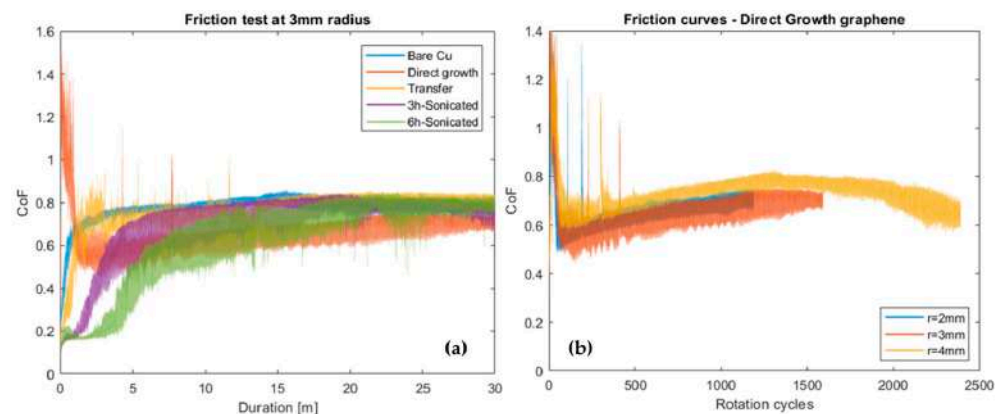 Friction test at 3mm radius
CoF
1.6
1.4
1.2
1
0.8
0.6
0.4
0.2
0
0 5 10 15 20 25 30
Duration [m]
Bare Cu
Direct growth
Transfer
3h-Sonicated
6h-Sonicated
(a)
Friction curves - Direct Growth graphene
CoF
1.4
1.2
1
0.8
0.6
0.4
0.2
0
0 500 1000 1500 2000 2500
Rotation cycles
r=2mm
r=3mm
r=4mm
(b)